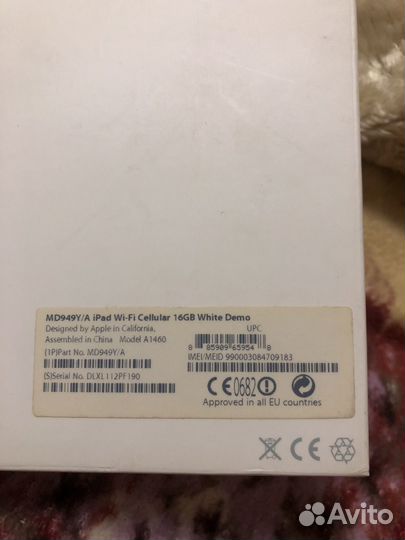 MD949Y/A iPad Wi-Fi Cellular 16GB White Demo
Designed by Apple in California, UPC
Assembled in China Model A1460
8 85909 65954 8
(1P)Part No. MD949Y/A
IMEI/MEID 990003084709183
(S)Serial No. DLXL112PF190
CE0682
Approved in all EU countries
CE
Avito